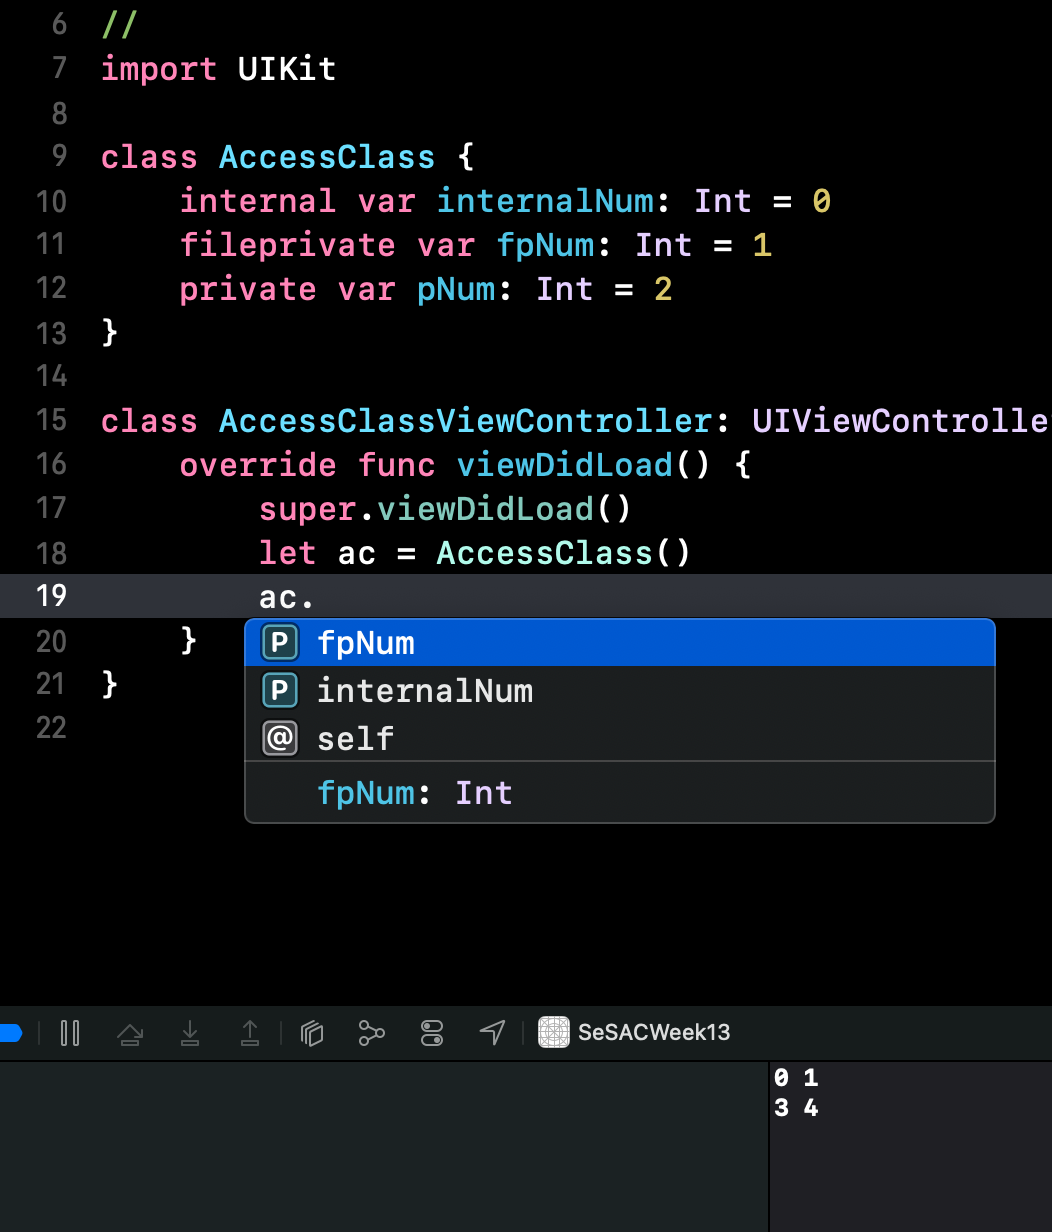 6 //
7 import UIKit
8
9 class AccessClass {
10     internal var internalNum: Int = 0
11     fileprivate var fpNum: Int = 1
12     private var pNum: Int = 2
13 }
14
15 class AccessClassViewController: UIViewControlle
16     override func viewDidLoad() {
17         super.viewDidLoad()
18         let ac = AccessClass()
19         ac.
20     }
P fpNum
21 }
P internalNum
22
@ self
fpNum: Int
SeSACWeek13
0 1
3 4